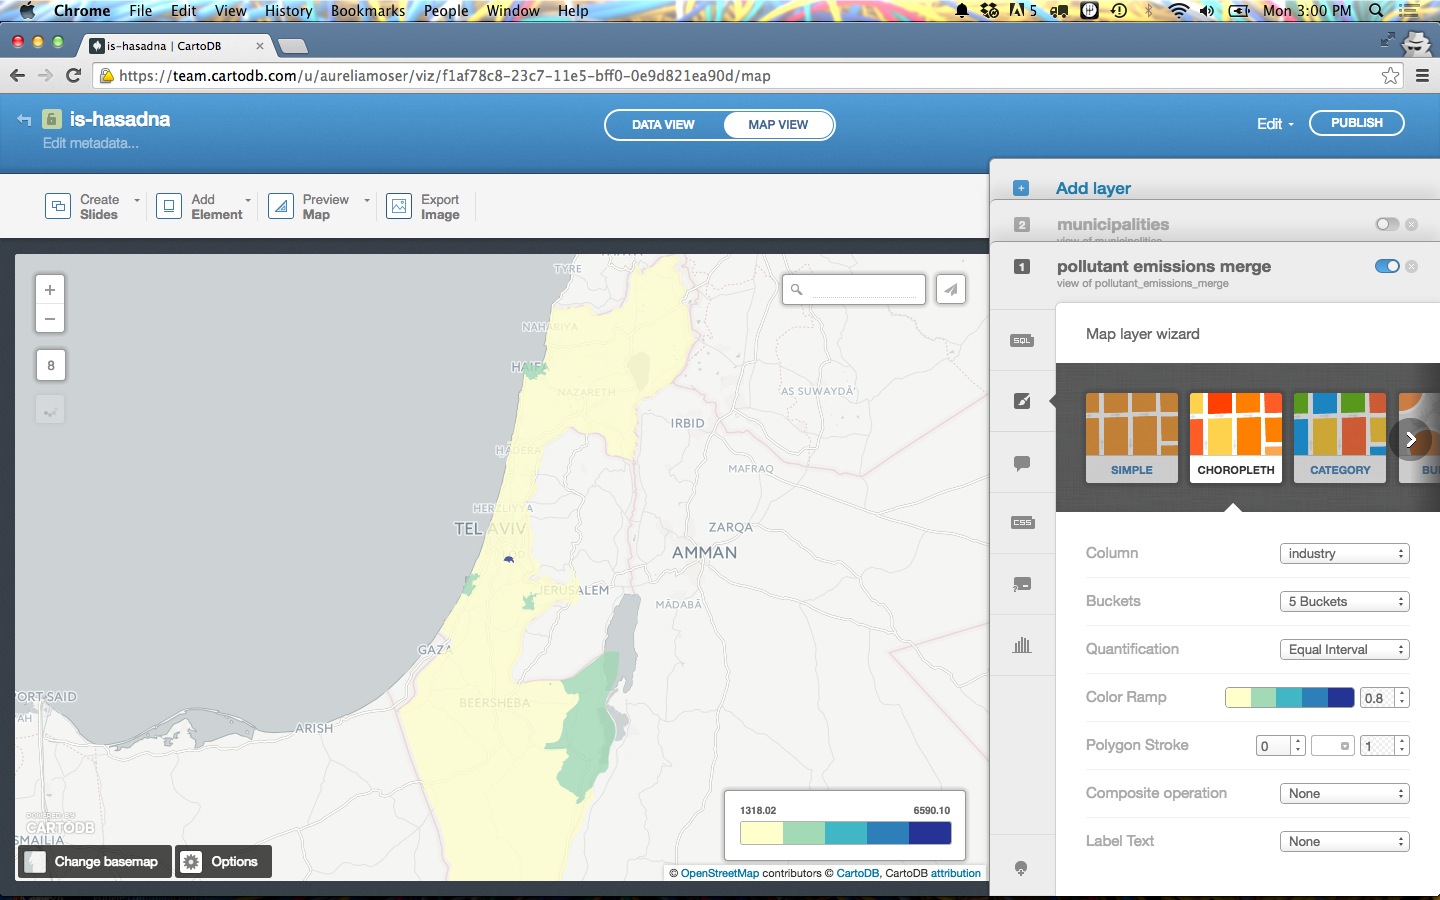 Chrome File Edit View History Bookmarks People Window Help
5
Mon 3:00 PM
is-hasadna | CartoDB
https://team.cartodb.com/u/aureliamoser/viz/f1af78c8-23c7-11e5-bff0-0e9d821ea90d/map
is-hasadna
Edit metadata...
DATA VIEW
MAP VIEW
Edit
PUBLISH
Create Slides
Add Element
Preview Map
Export Image
Add layer
2
municipalities
view of municipalities
1
pollutant emissions merge
view of pollutant_emissions_merge
Map layer wizard
SQL
CSS
SIMPLE
CHOROPLETH
CATEGORY
BU
Column
industry
Buckets
5 Buckets
Quantification
Equal Interval
Color Ramp
0.8
Polygon Stroke
0
1
Composite operation
None
Label Text
None
+
−
8
TYRE
NAHARIYA
HAIFA
NAZARETH
AS SUWAYDĀ'
IRBID
HADERA
MAFRAQ
HERZLIYYA
TEL AVIV
ZARQA
AMMAN
JERUSALEM
MĀDABĀ
GAZA
BEERSHEBA
ORT SAID
AH
ARISH
SMAILIA
POWERED BY
CARTODB
1318.02
6590.10
Change basemap
Options
© OpenStreetMap contributors © CartoDB, CartoDB attribution